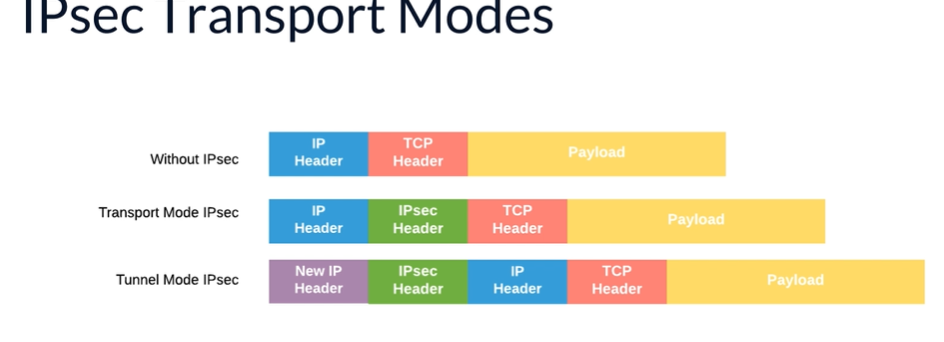 IPsec Transport Modes
Without IPsec
IP
Header
TCP
Header
Payload
Transport Mode IPsec
IP
Header
IPsec
Header
TCP
Header
Payload
Tunnel Mode IPsec
New IP
Header
IPsec
Header
IP
Header
TCP
Header
Payload